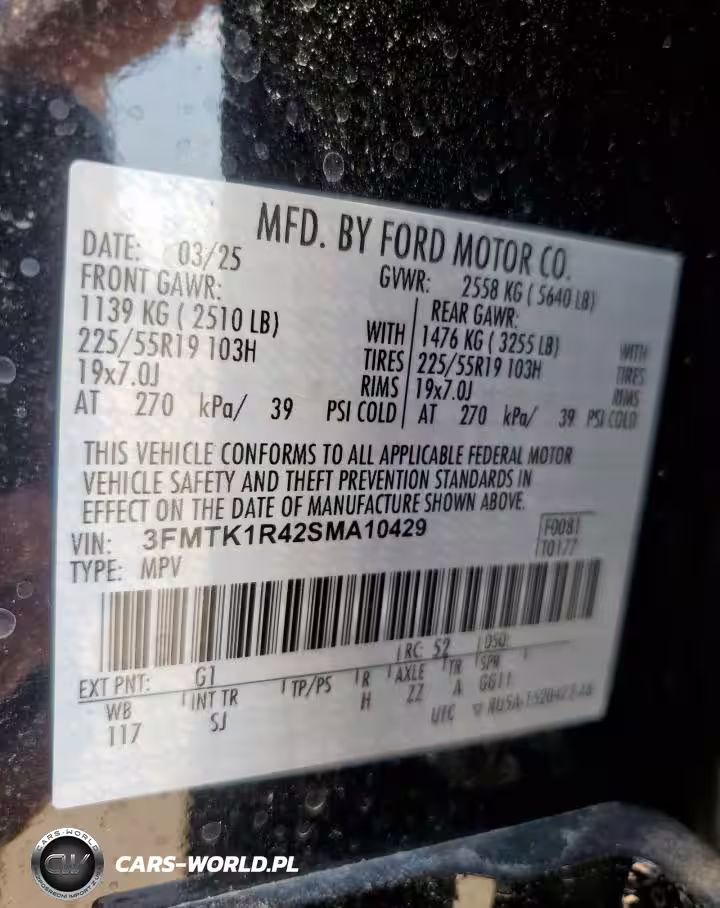 MFD. BY FORD MOTOR CO.
DATE: 03/25 GVWR: 2558 KG ( 5640 LB)
FRONT GAWR: REAR GAWR:
1139 KG ( 2510 LB) WITH 1476 KG ( 3255 LB) WITH
225/55R19 103H TIRES 225/55R19 103H TIRES
19x7.0J RIMS 19x7.0J RIMS
AT 270 kPa/ 39 PSI COLD AT 270 kPa/ 39 PSI COLD
THIS VEHICLE CONFORMS TO ALL APPLICABLE FEDERAL MOTOR
VEHICLE SAFETY AND THEFT PREVENTION STANDARDS IN
EFFECT ON THE DATE OF MANUFACTURE SHOWN ABOVE.
VIN: 3FMTK1R42SMA10429 F0081
TYPE: MPV T0177
EXT PNT: G1 RC: 52 DSO:
WB INT TR TP/PS R AXLE TR SPR
117 SJ H ZZ A GG11
UTC
CARS-WORLD
CW
CARS-WORLD.PL